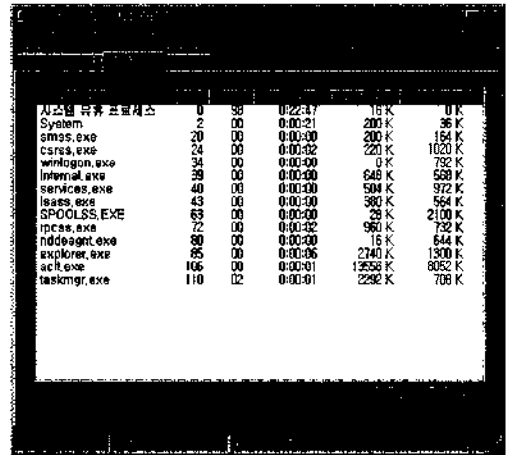 시스템 유휴 프로세스 0 98 0:22:47 16 K 0 K
System 2 00 0:00:21 200 K 36 K
smss.exe 20 00 0:00:00 200 K 164 K
csrss.exe 24 00 0:00:02 220 K 1020 K
winlogon.exe 34 00 0:00:00 0 K 792 K
Internal.exe 39 00 0:00:00 648 K 568 K
services.exe 40 00 0:00:00 504 K 972 K
lsass.exe 43 00 0:00:00 380 K 564 K
SPOOLSS.EXE 63 00 0:00:00 28 K 2100 K
rpcss.exe 72 00 0:00:02 960 K 732 K
nddeagnt.exe 80 00 0:00:00 16 K 644 K
explorer.exe 85 00 0:00:06 2740 K 1300 K
aclt.exe 106 00 0:00:01 13556 K 8052 K
taskmgr.exe 110 02 0:00:01 2292 K 708 K